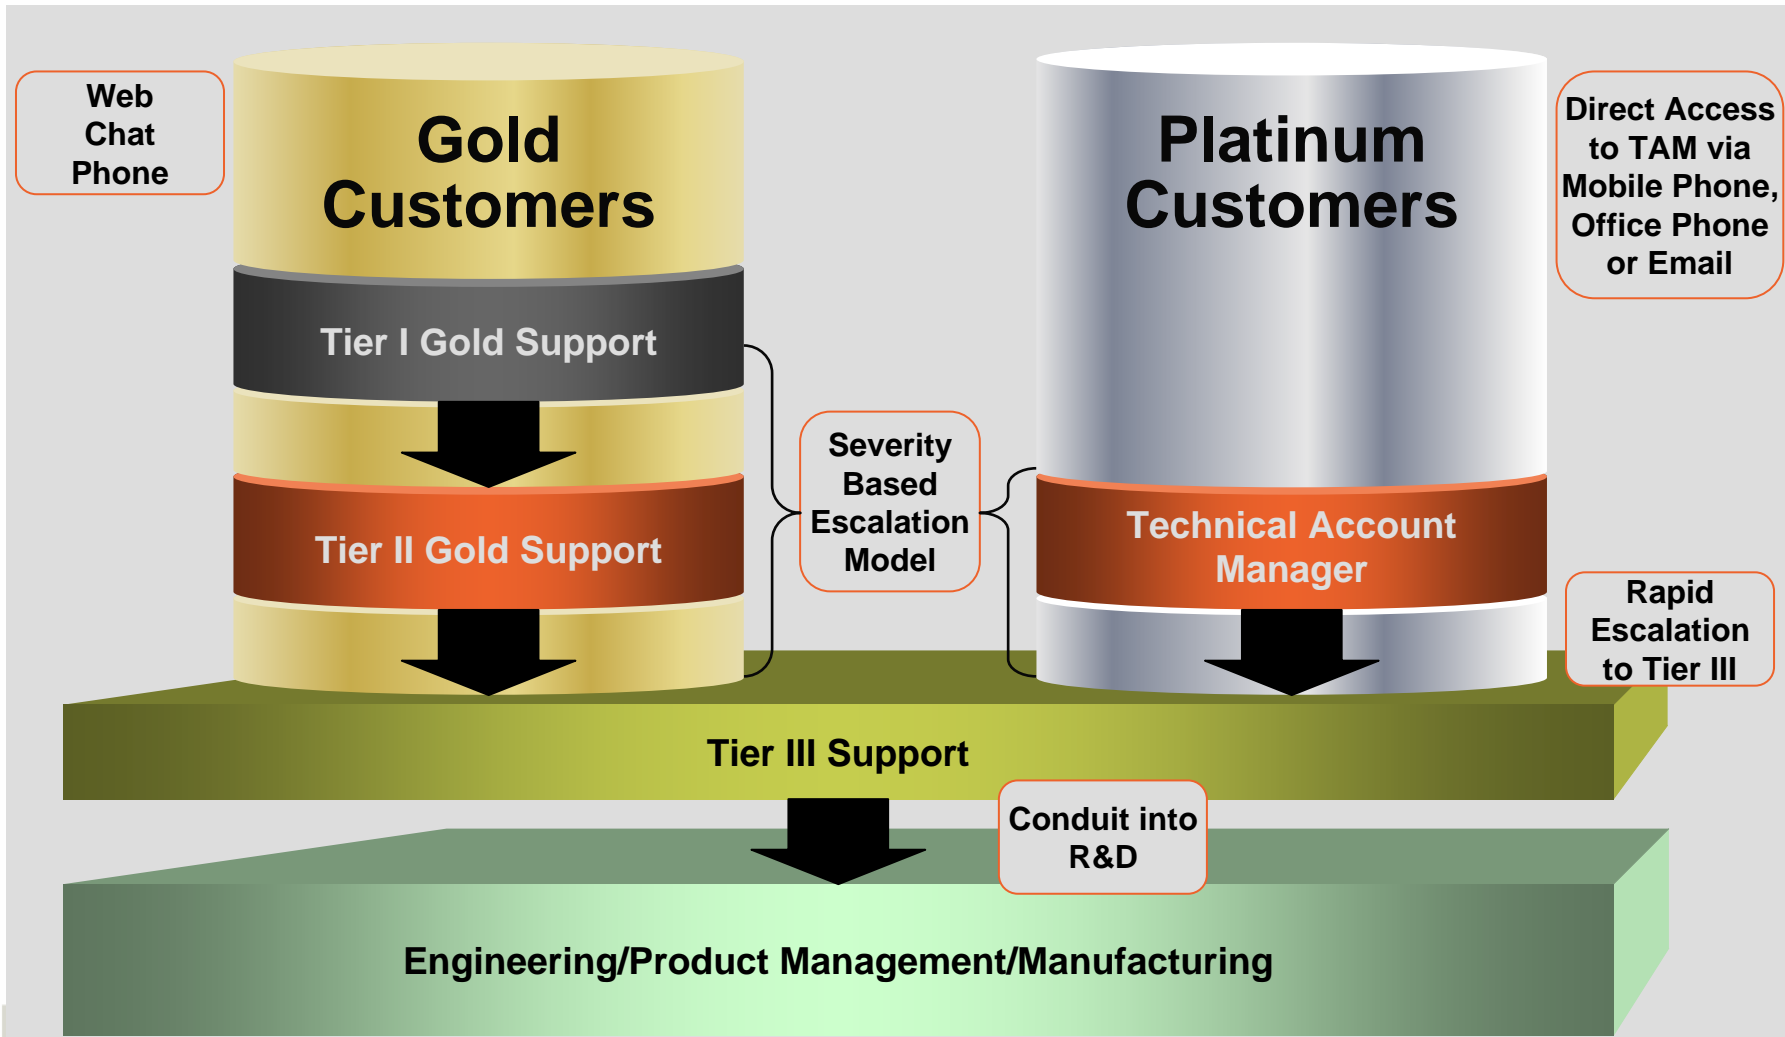 Web
Chat
Phone
Gold
Customers
Platinum
Customers
Direct Access
to TAM via
Mobile Phone,
Office Phone
or Email
Tier I Gold Support
Severity
Based
Escalation
Model
Tier II Gold Support
Technical Account
Manager
Rapid
Escalation
to Tier III
Tier III Support
Conduit into
R&D
Engineering/Product Management/Manufacturing